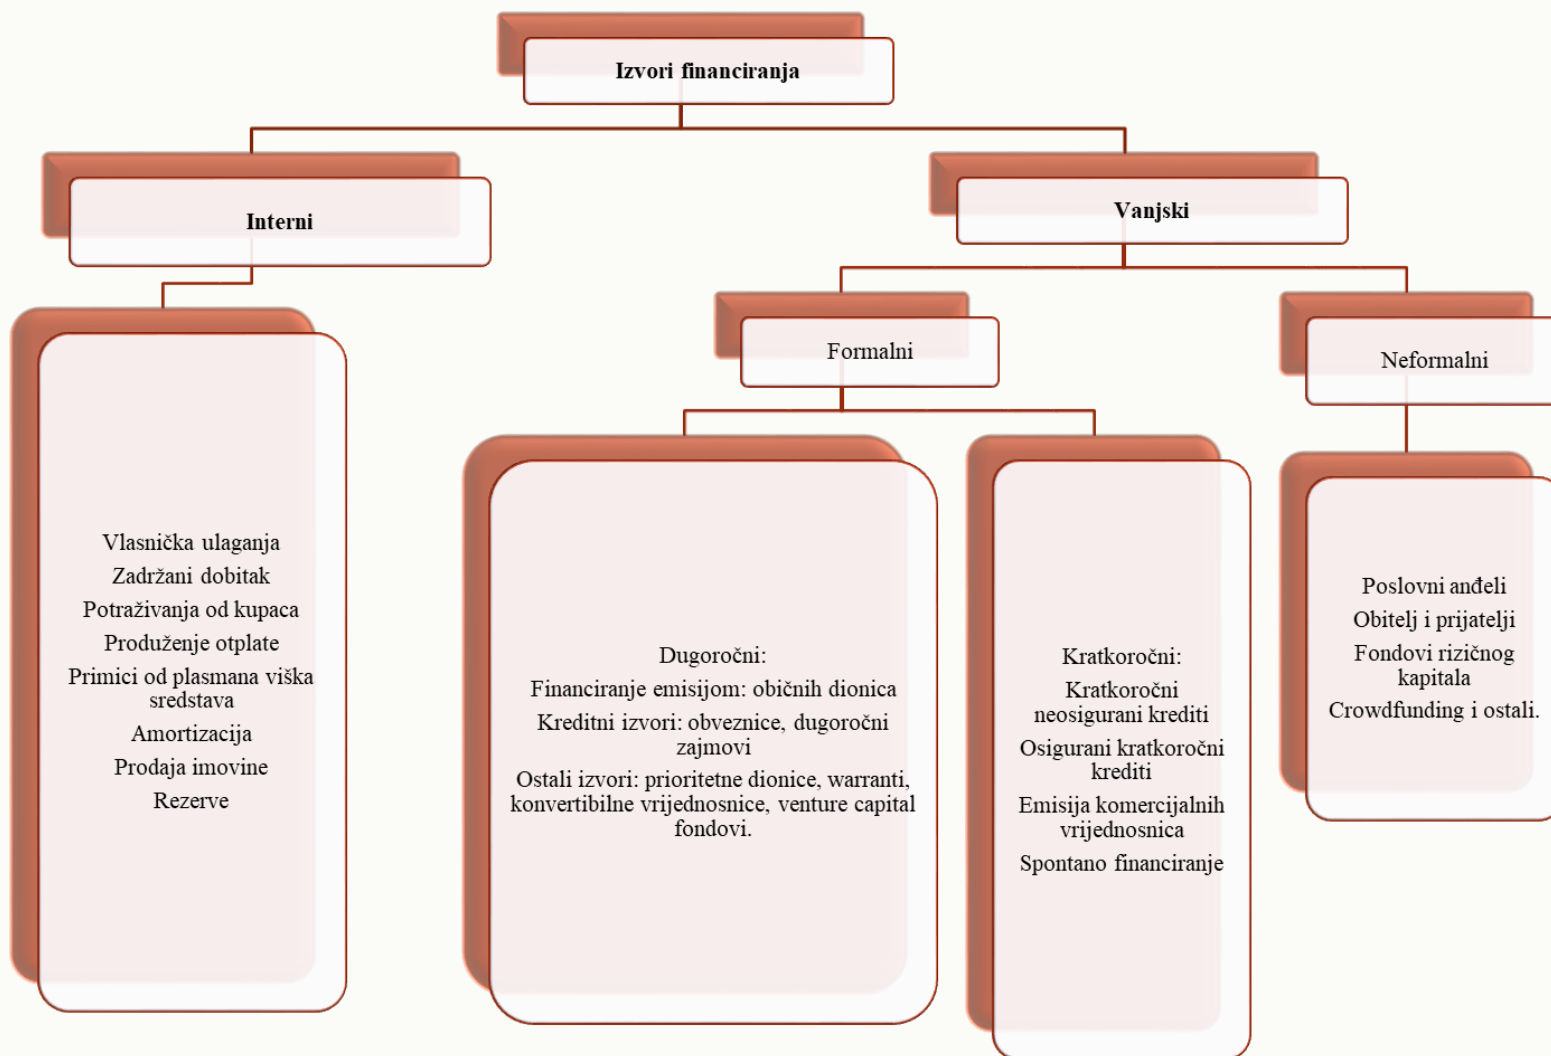 Izvori financiranja
Interni
Vanjski
Formalni
Neformalni
Vlasnička ulaganja
Zadržani dobitak
Potraživanja od kupaca
Produženje otplate
Primici od plasmana viška
sredstava
Amortizacija
Prodaja imovine
Rezerve
Dugoročni:
Financiranje emisijom: običnih dionica
Kreditni izvori: obveznice, dugoročni
zajmovi
Ostali izvori: prioritetne dionice, warranti,
konvertibilne vrijednosnice, venture capital
fondovi.
Kratkoročni:
Kratkoročni
neosigurani krediti
Osigurani kratkoročni
krediti
Emisija komercijalnih
vrijednosnica
Spontano financiranje
Poslovni anđeli
Obitelj i prijatelji
Fondovi rizičnog
kapitala
Crowdfunding i ostali.